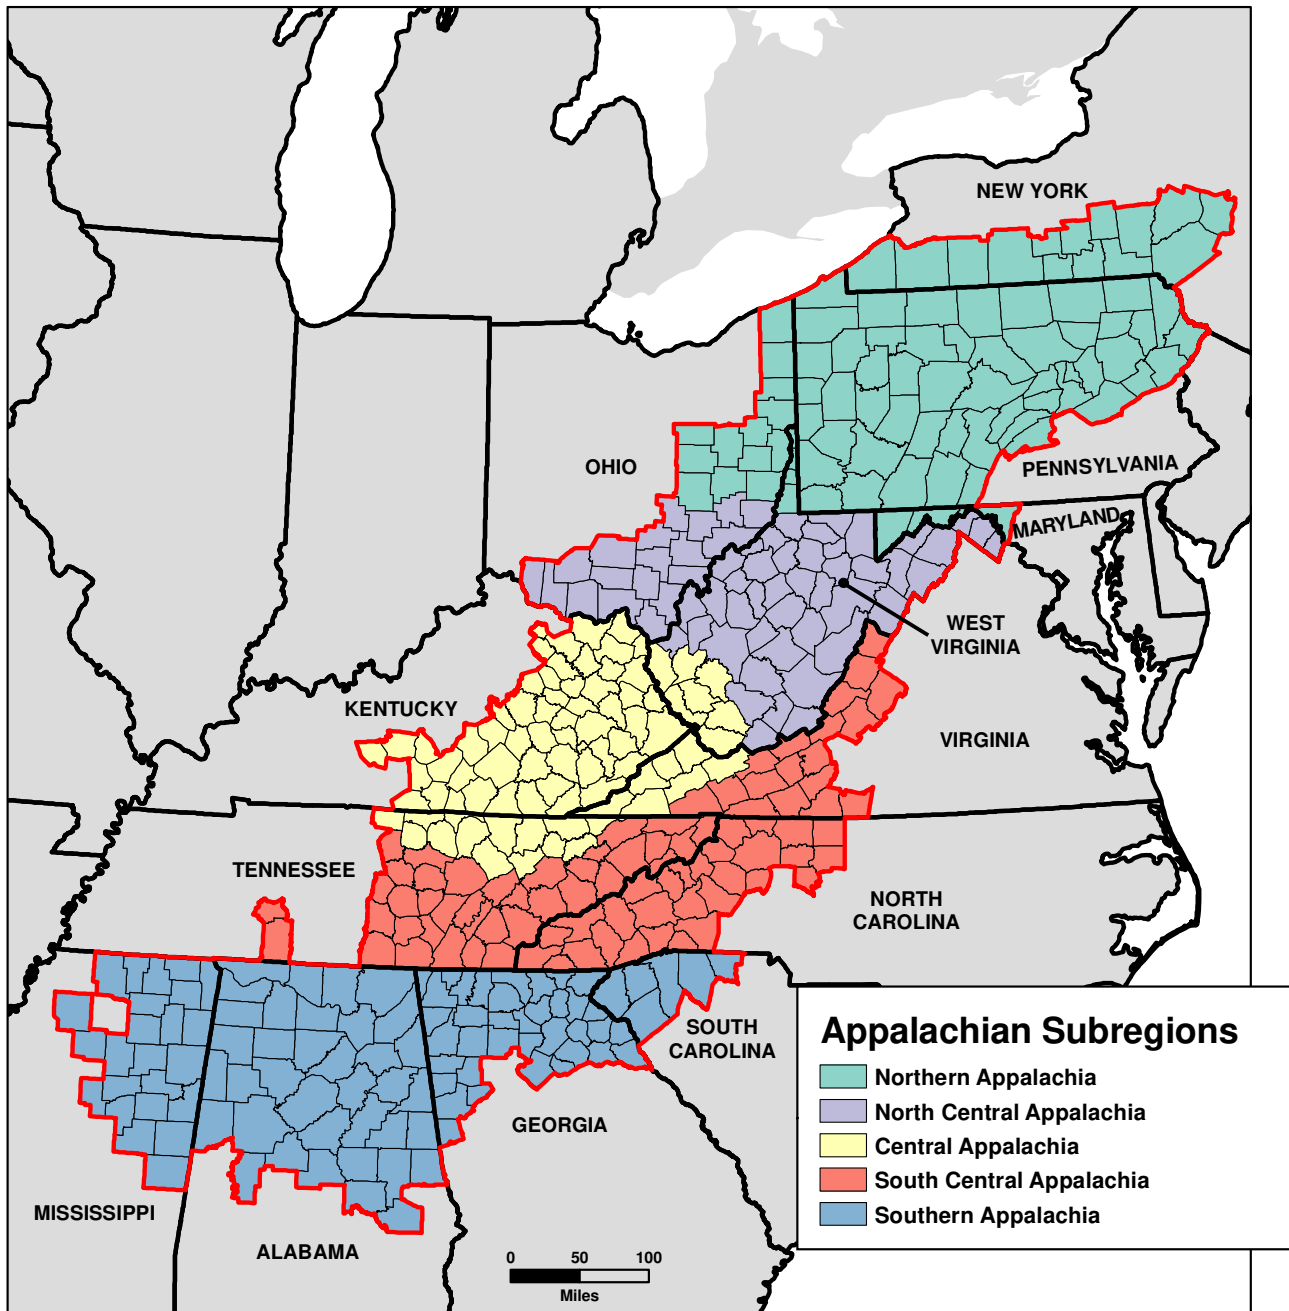 NEW YORK
OHIO
PENNSYLVANIA
MARYLAND
WEST
VIRGINIA
KENTUCKY
VIRGINIA
TENNESSEE
NORTH
CAROLINA
SOUTH
CAROLINA
GEORGIA
MISSISSIPPI
ALABAMA
Appalachian Subregions
Northern Appalachia
North Central Appalachia
Central Appalachia
South Central Appalachia
Southern Appalachia
0 50 100
Miles